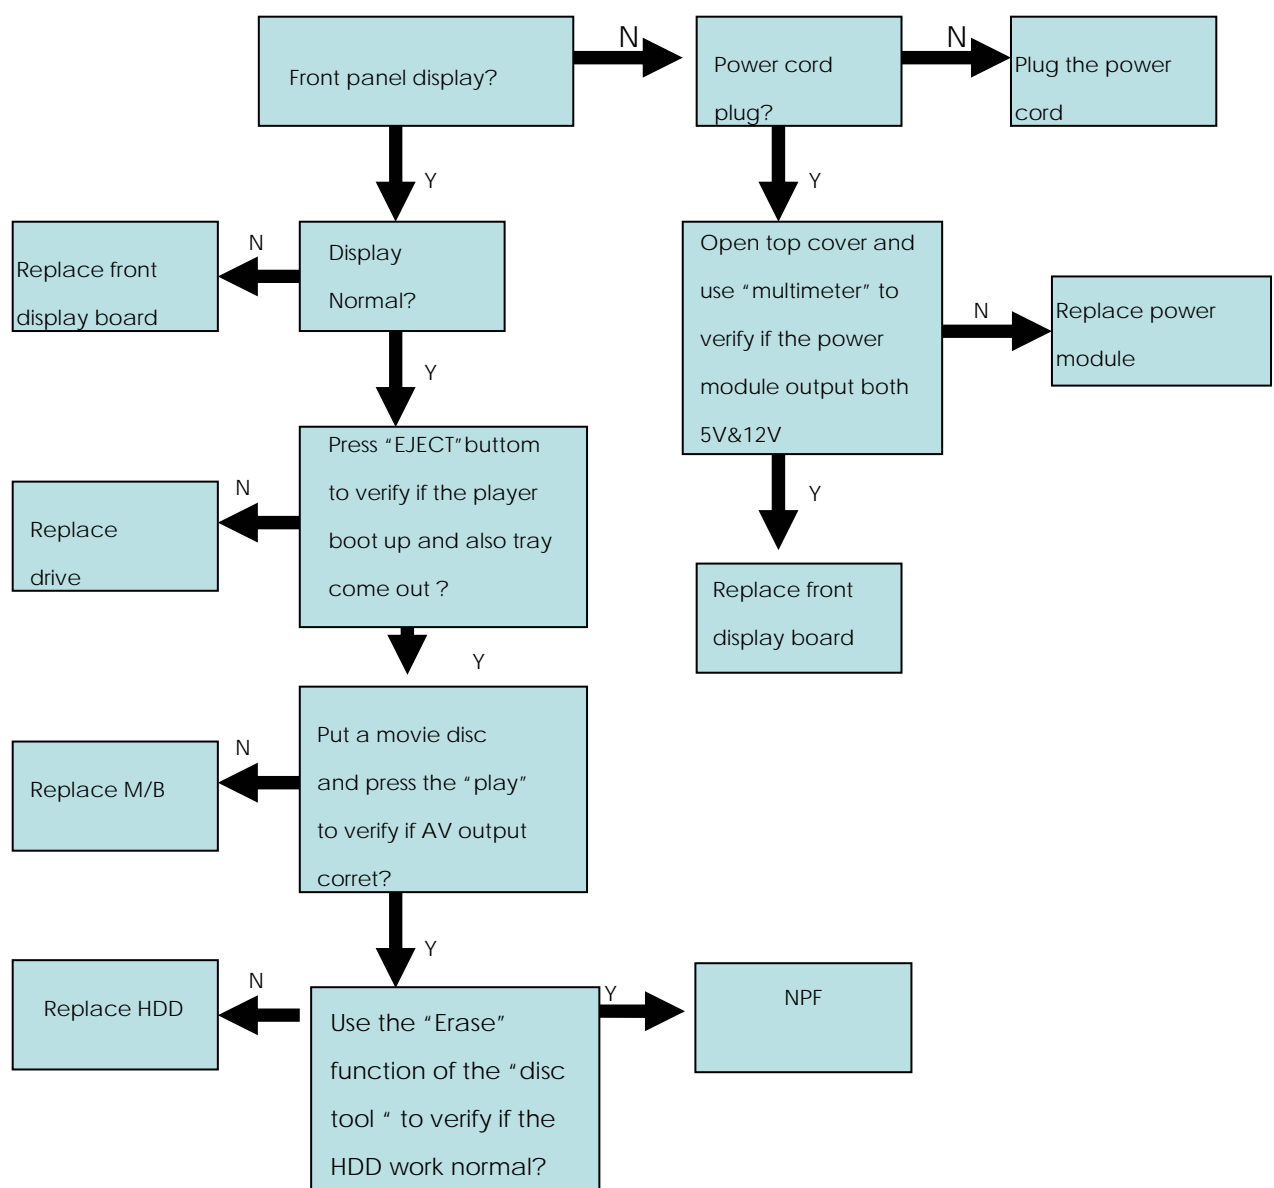 Front panel display?
N
Power cord
plug?
N
Plug the power
cord
Y
Y
Replace front
display board
N
Display
Normal?
Open top cover and
use “multimeter” to
verify if the power
module output both
5V&12V
N
Replace power
module
Y
Replace
drive
N
Press “EJECT” buttom
to verify if the player
boot up and also tray
come out ?
Y
Replace front
display board
Y
Replace M/B
N
Put a movie disc
and press the “play”
to verify if AV output
corret?
Y
Replace HDD
N
Use the “Erase”
function of the “disc
tool “ to verify if the
HDD work normal?
Y
NPF